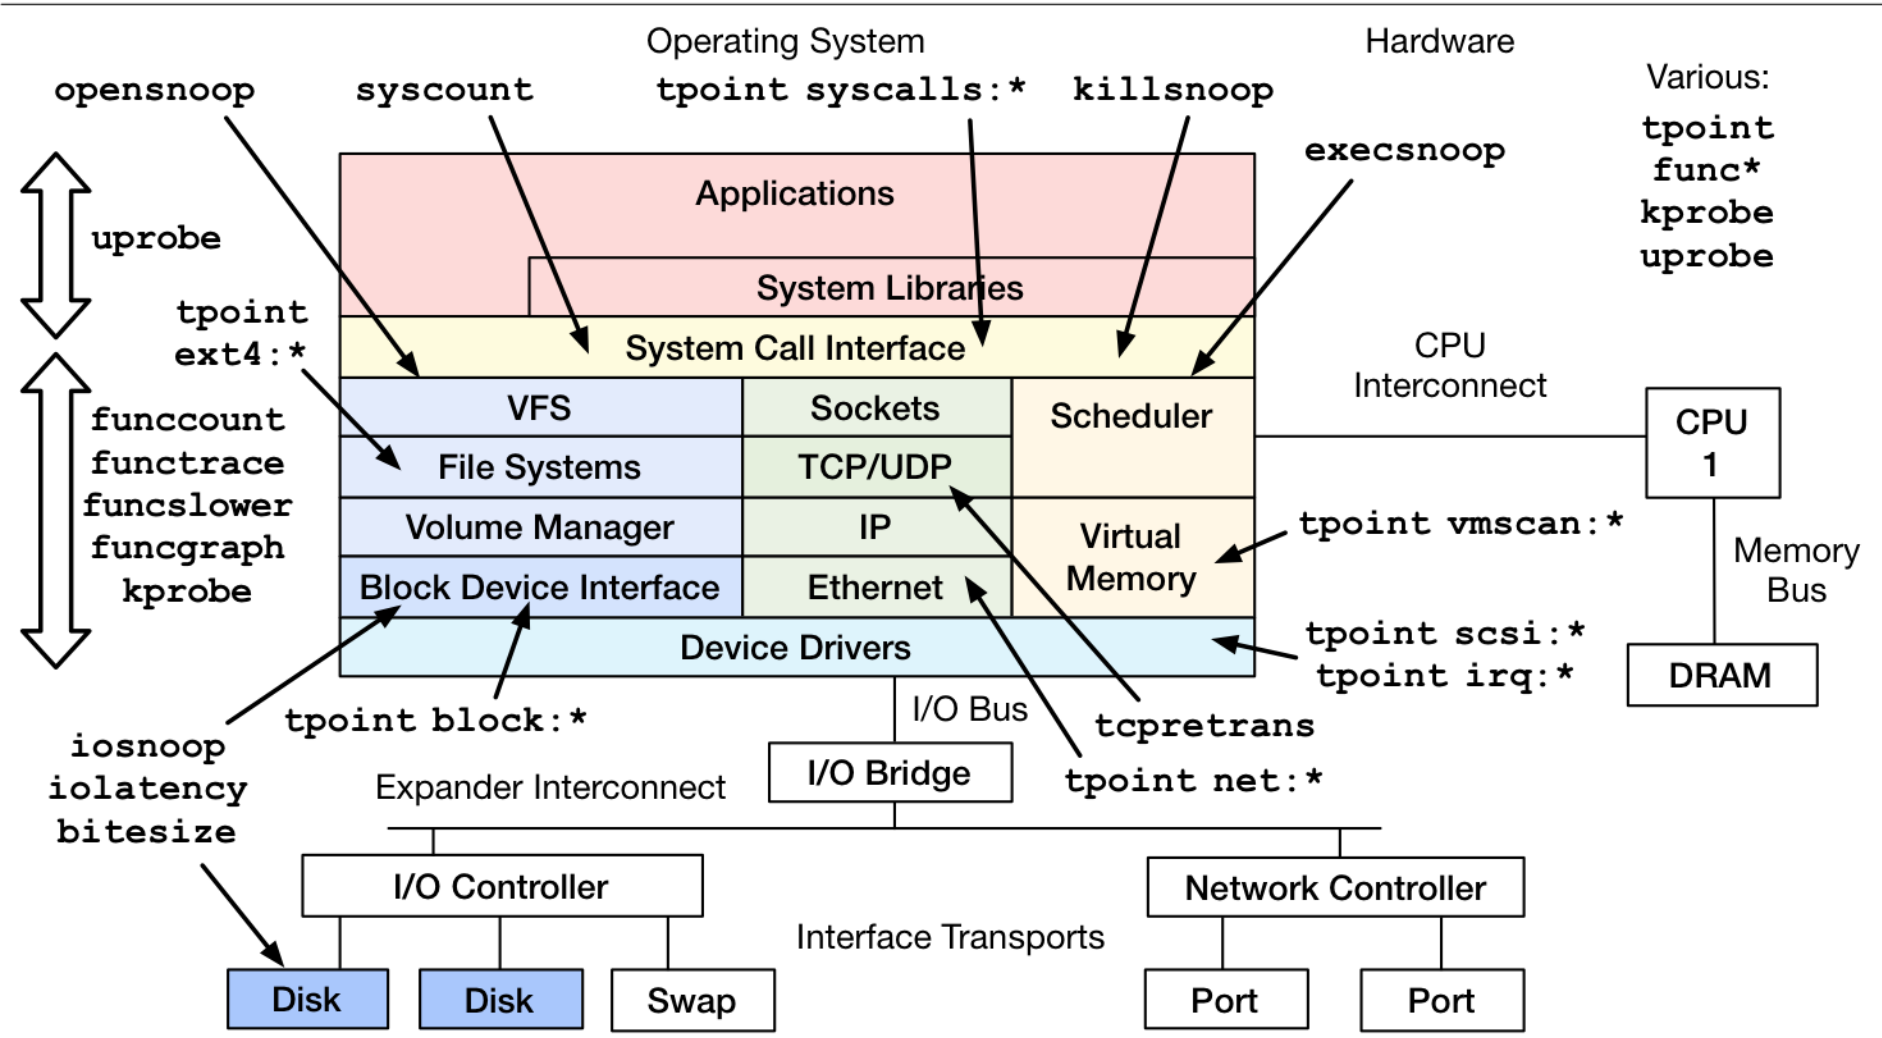 Operating System
Hardware
opensnoop
syscount
tpoint syscalls:*
killsnoop
Various:
tpoint
func*
kprobe
uprobe
execsnoop
Applications
uprobe
System Libraries
tpoint
ext4:*
System Call Interface
CPU
Interconnect
VFS
Sockets
Scheduler
CPU
1
funccount
functrace
funcslower
funcgraph
kprobe
File Systems
TCP/UDP
Volume Manager
IP
Virtual
Memory
tpoint vmscan:*
Memory
Bus
Block Device Interface
Ethernet
Device Drivers
tpoint scsi:*
tpoint irq:*
DRAM
tpoint block:*
I/O Bus
tcpretrans
iosnoop
iolatency
bitesize
Expander Interconnect
I/O Bridge
tpoint net:*
I/O Controller
Network Controller
Interface Transports
Disk
Disk
Swap
Port
Port